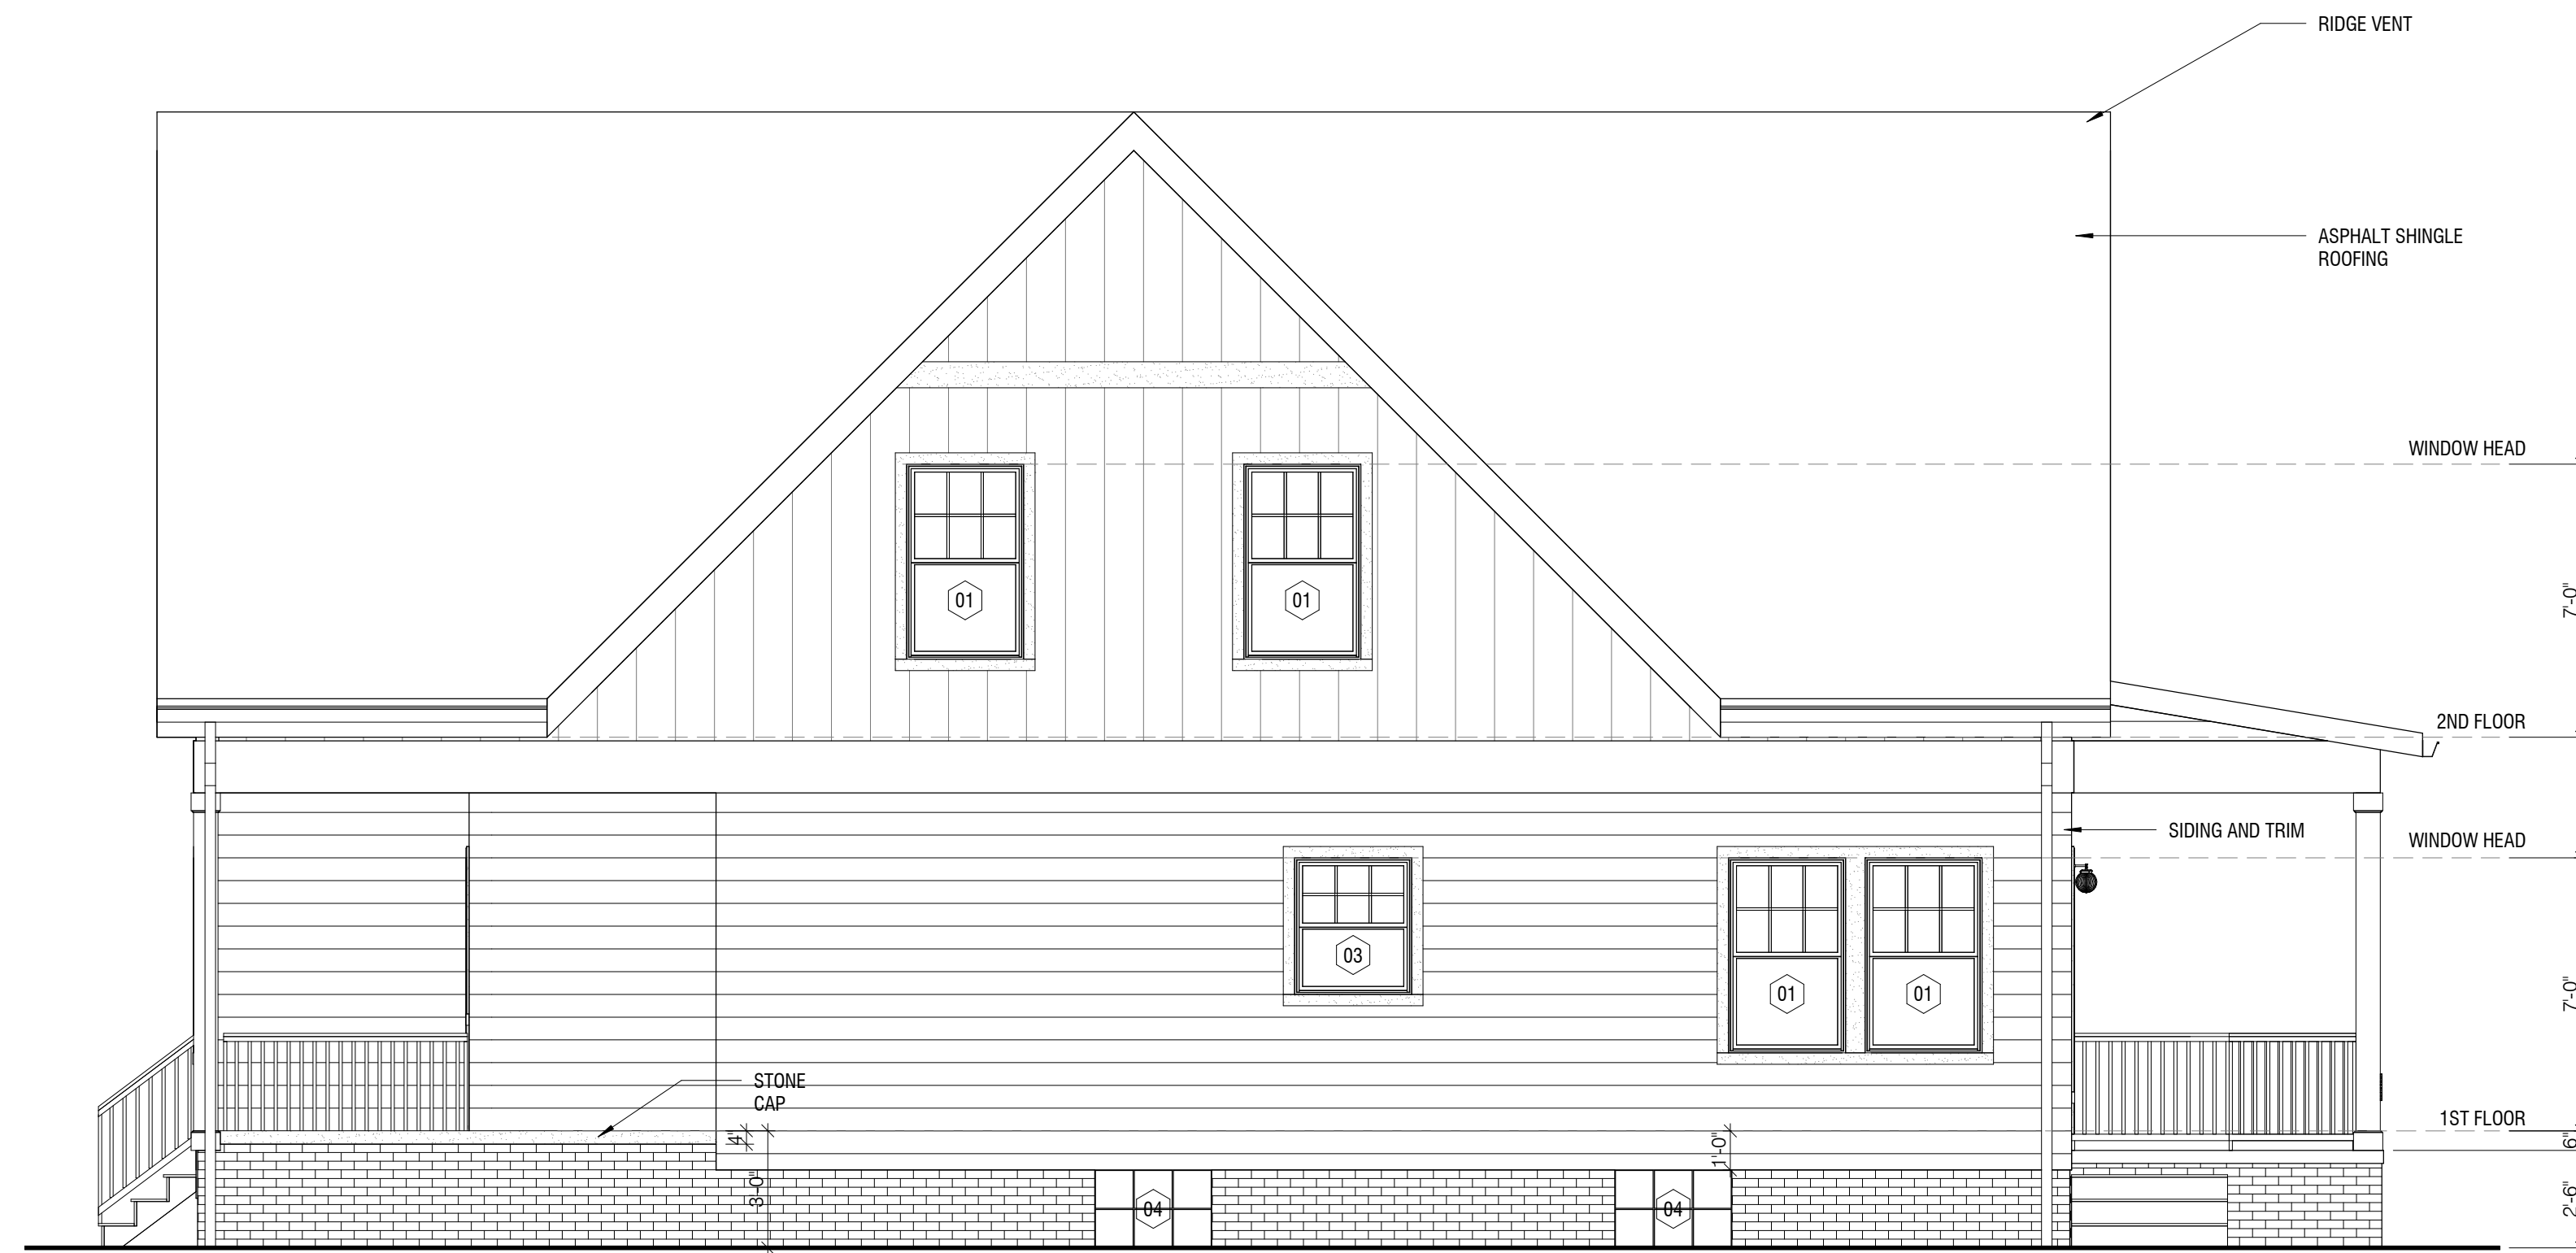 RIDGE VENT
ASPHALT SHINGLE
ROOFING
WINDOW HEAD
01
01
7'-0"
2ND FLOOR
SIDING AND TRIM
WINDOW HEAD
03
01
01
7'-0"
STONE
CAP
1ST FLOOR
4"
1'-0"
6"
3'-0"
04
04
2'-6"